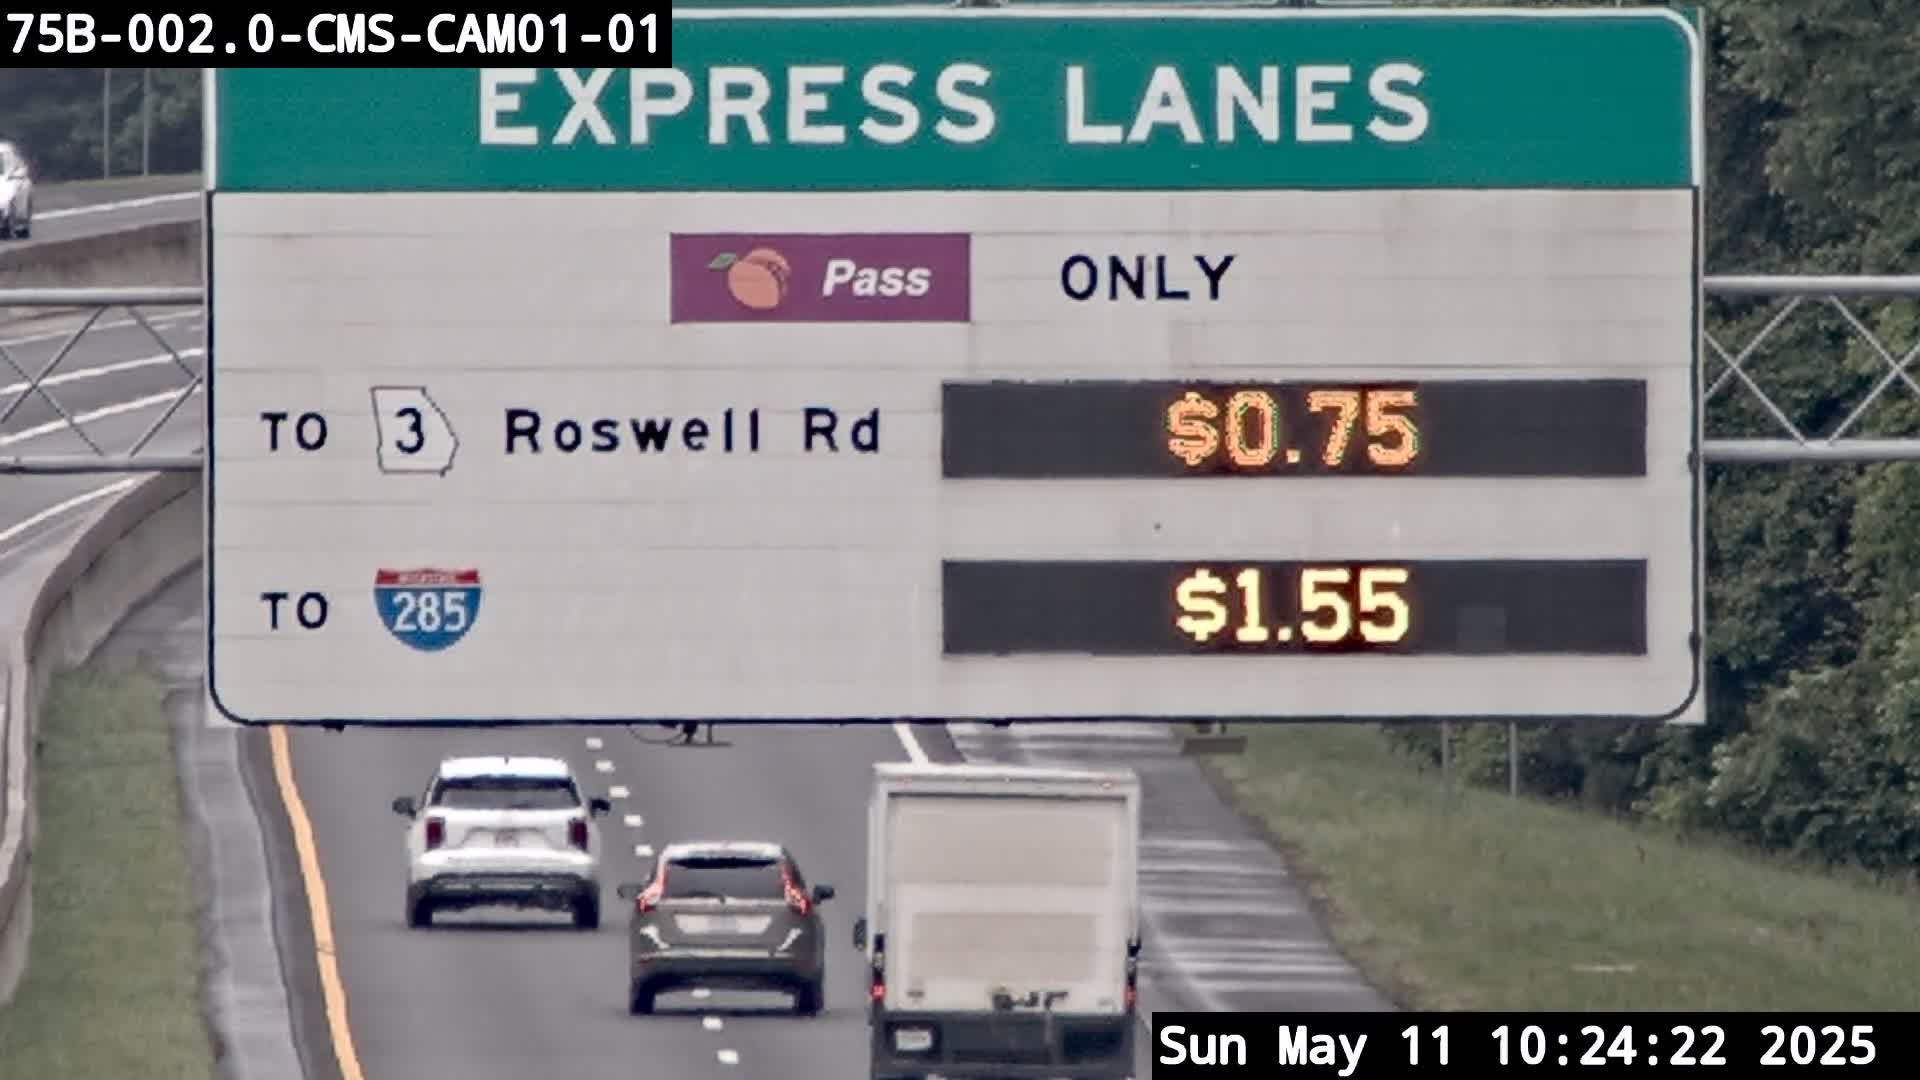 75B-002.0-CMS-CAM01-01
EXPRESS LANES
Pass ONLY
TO 3 Roswell Rd $0.75
TO 285 $1.55
Sun May 11 10:24:22 2025